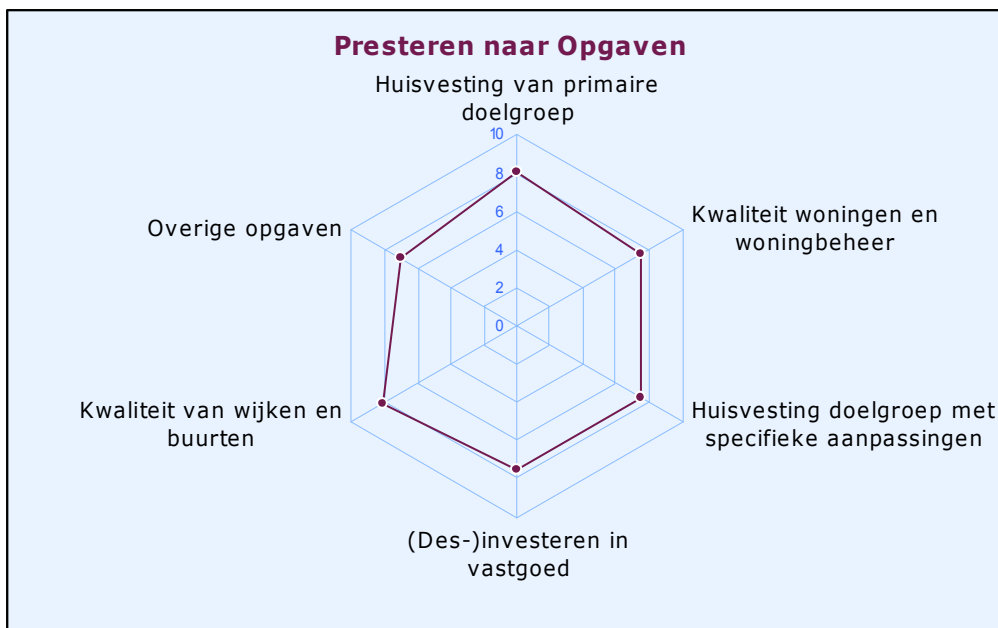 Presteren naar Opgaven
Huisvesting van primaire
doelgroep
10
8
6
4
2
0
Kwaliteit woningen en
woningbeheer
Huisvesting doelgroep met
specifieke aanpassingen
(Des-)investeren in
vastgoed
Kwaliteit van wijken en
buurten
Overige opgaven